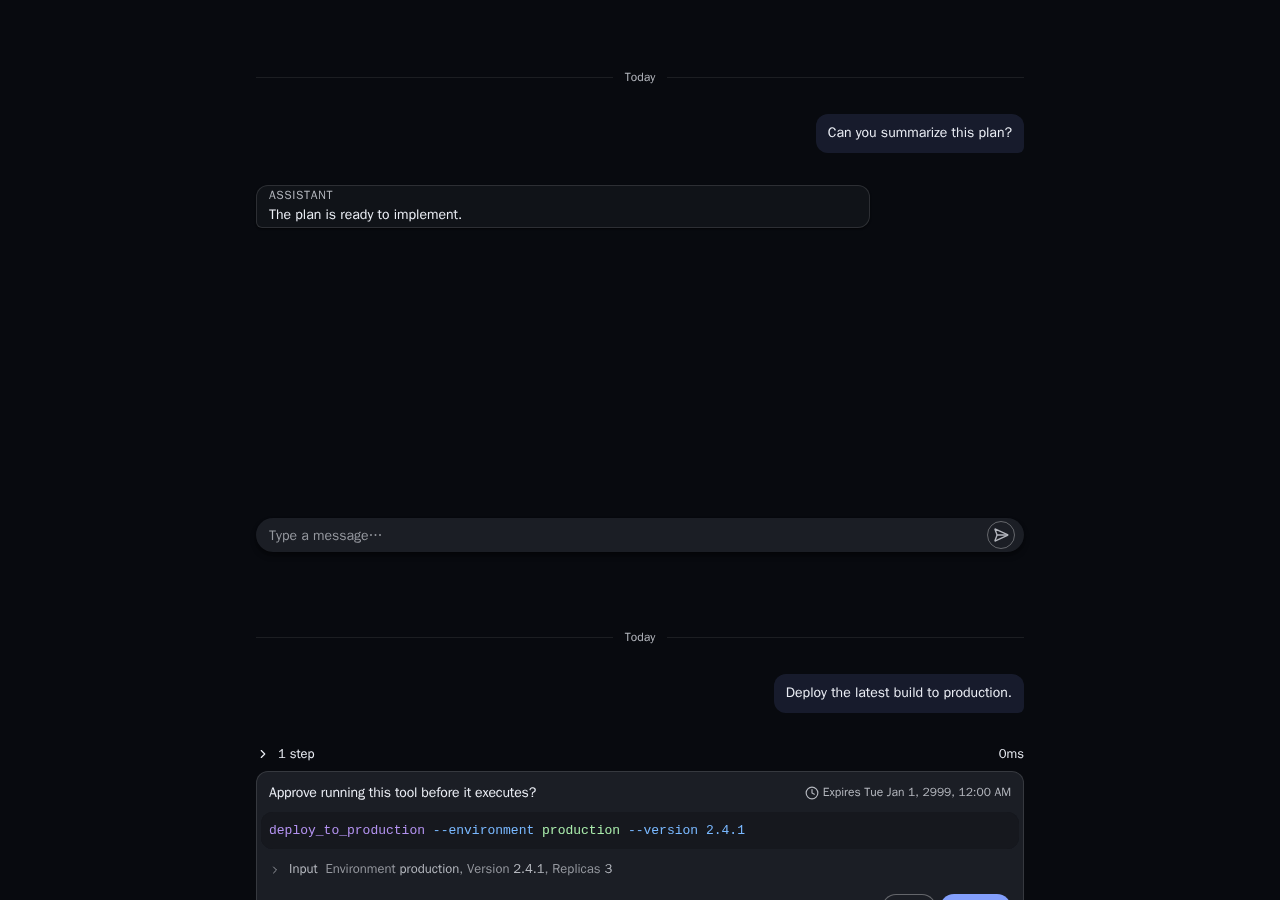 Today
Can you summarize this plan?
ASSISTANT
The plan is ready to implement.
Type a message…
Today
Deploy the latest build to production.
1 step 0ms
Approve running this tool before it executes? Expires Tue Jan 1, 2999, 12:00 AM
deploy_to_production --environment production --version 2.4.1
Input Environment production, Version 2.4.1, Replicas 3